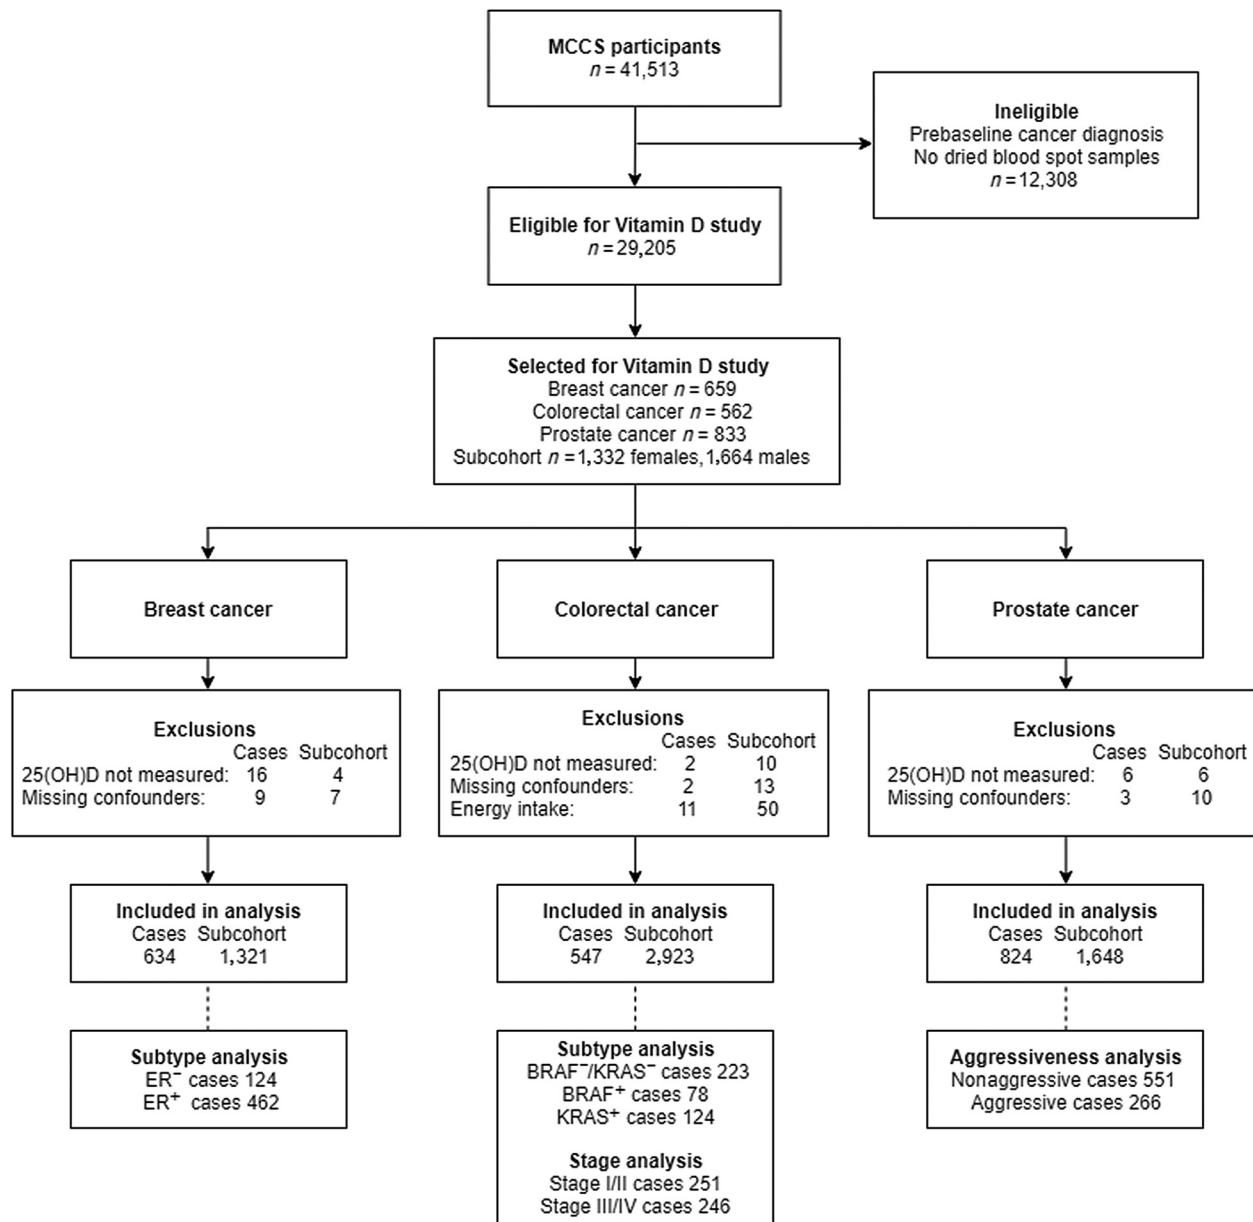 MCCS participants
n = 41,513
Ineligible
Prebaseline cancer diagnosis
No dried blood spot samples
n = 12,308
Eligible for Vitamin D study
n = 29,205
Selected for Vitamin D study
Breast cancer n = 659
Colorectal cancer n = 562
Prostate cancer n = 833
Subcohort n = 1,332 females, 1,664 males
Breast cancer
Colorectal cancer
Prostate cancer
Exclusions
Cases Subcohort
25(OH)D not measured: 16 4
Missing confounders: 9 7
Exclusions
Cases Subcohort
25(OH)D not measured: 2 10
Missing confounders: 2 13
Energy intake: 11 50
Exclusions
Cases Subcohort
25(OH)D not measured: 6 6
Missing confounders: 3 10
Included in analysis
Cases Subcohort
634 1,321
Included in analysis
Cases Subcohort
547 2,923
Included in analysis
Cases Subcohort
824 1,648
Subtype analysis
ER⁻ cases 124
ER⁺ cases 462
Subtype analysis
BRAF⁻/KRAS⁻ cases 223
BRAF⁺ cases 78
KRAS⁺ cases 124
Stage analysis
Stage I/II cases 251
Stage III/IV cases 246
Aggressiveness analysis
Nonaggressive cases 551
Aggressive cases 266